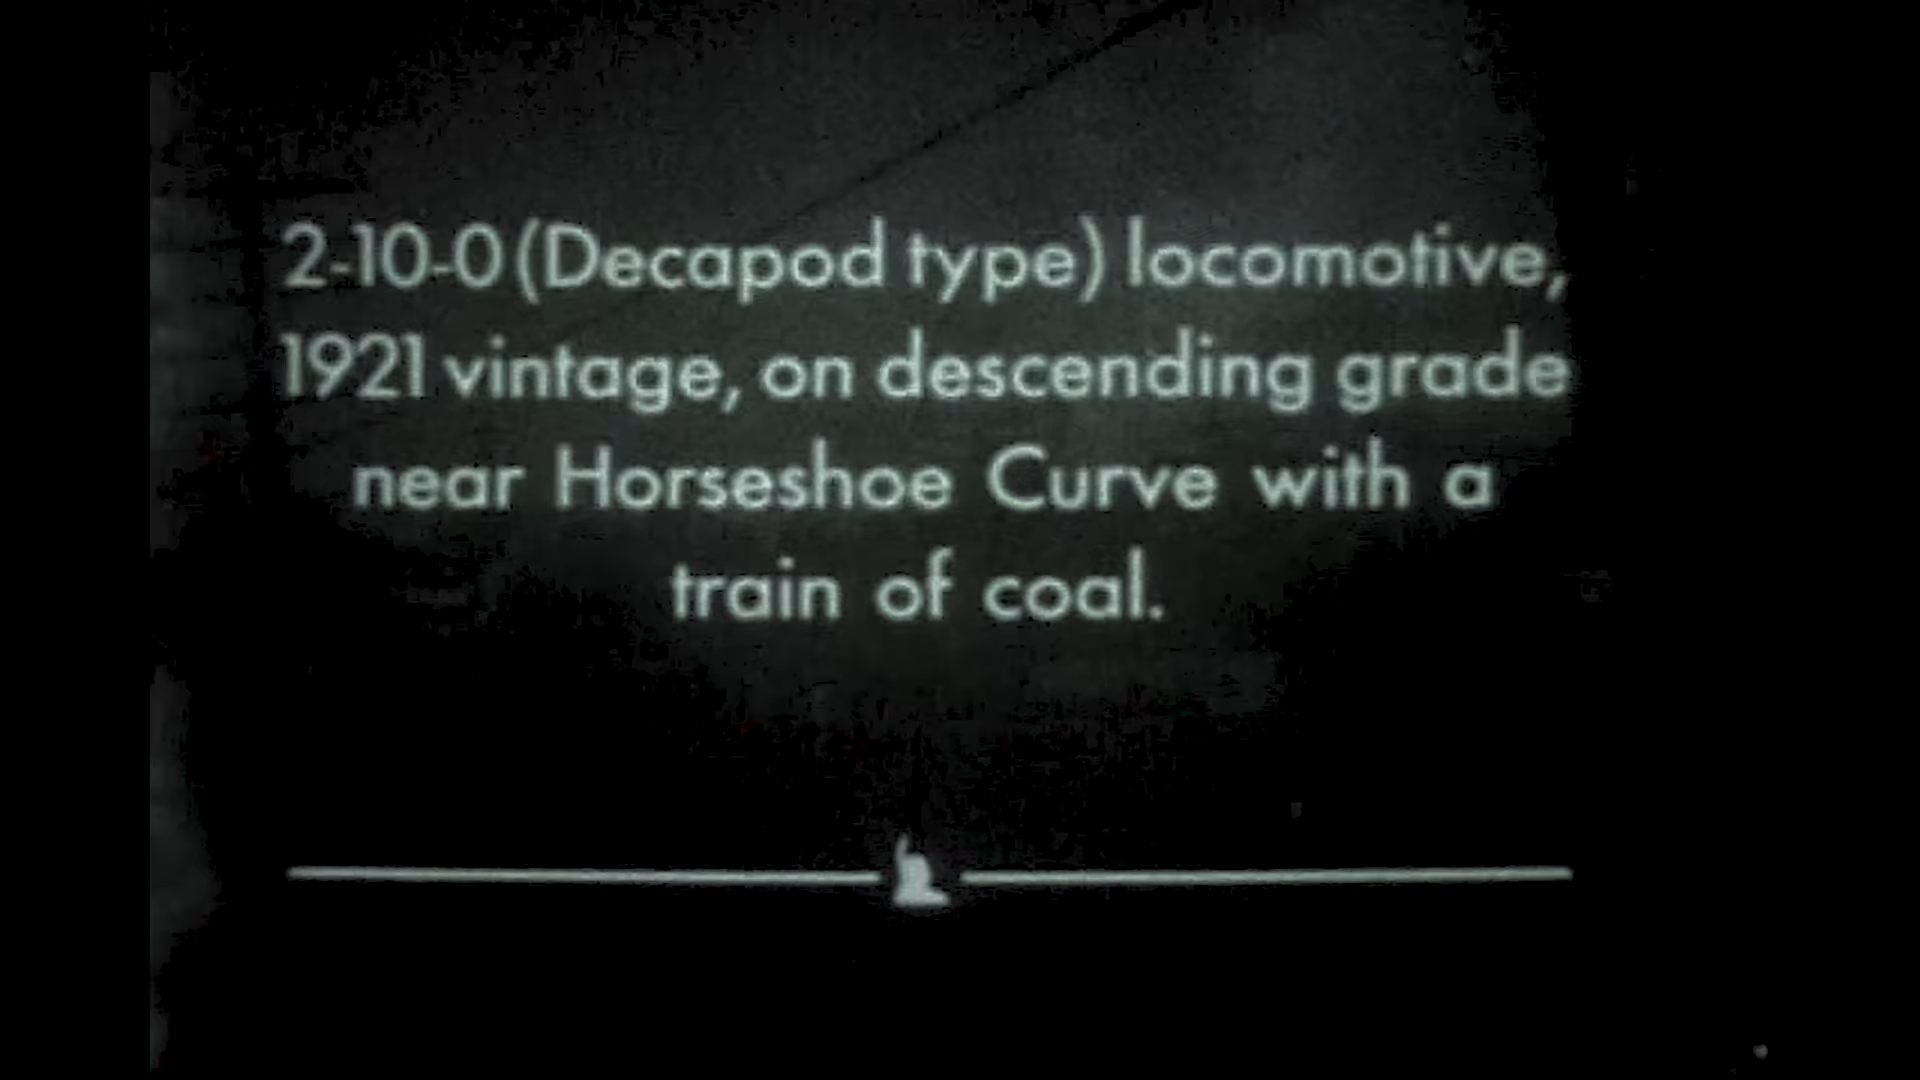 2-10-0 (Decapod type) locomotive,
1921 vintage, on descending grade
near Horseshoe Curve with a
train of coal.